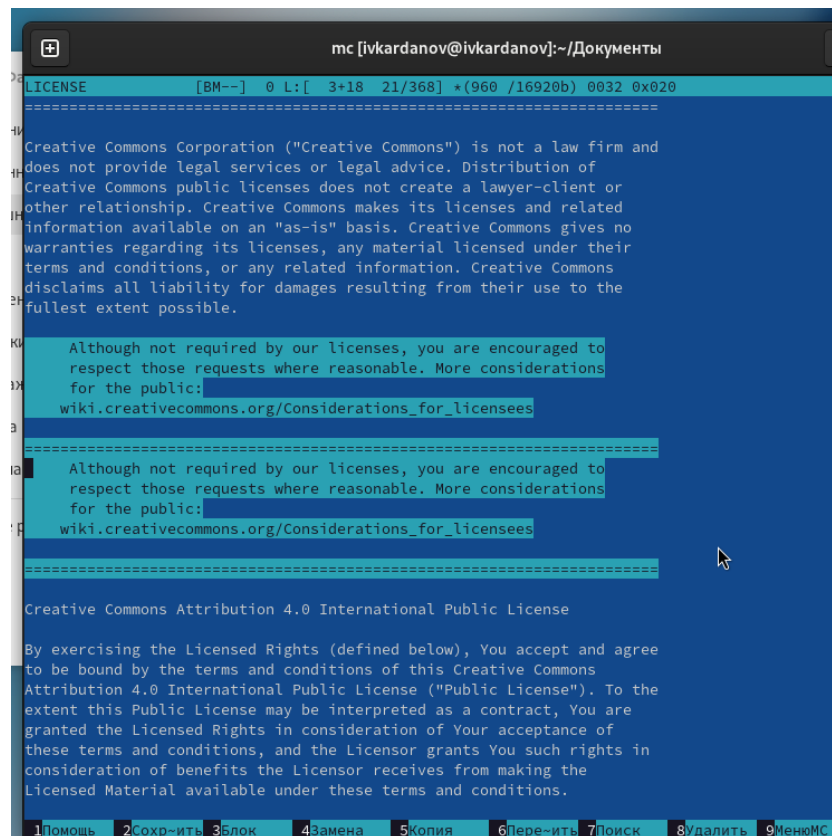 mc [ivkardanov@ivkardanov]:~/Документы
LICENSE [BM--] 0 L:[ 3+18 21/368] *(960 /16920b) 0032 0x020
=======================================================================
Creative Commons Corporation ("Creative Commons") is not a law firm and
does not provide legal services or legal advice. Distribution of
Creative Commons public licenses does not create a lawyer-client or
other relationship. Creative Commons makes its licenses and related
information available on an "as-is" basis. Creative Commons gives no
warranties regarding its licenses, any material licensed under their
terms and conditions, or any related information. Creative Commons
disclaims all liability for damages resulting from their use to the
fullest extent possible.
Although not required by our licenses, you are encouraged to
respect those requests where reasonable. More considerations
for the public:
wiki.creativecommons.org/Considerations_for_licensees
=======================================================================
Although not required by our licenses, you are encouraged to
respect those requests where reasonable. More considerations
for the public:
wiki.creativecommons.org/Considerations_for_licensees
=======================================================================
Creative Commons Attribution 4.0 International Public License
By exercising the Licensed Rights (defined below), You accept and agree
to be bound by the terms and conditions of this Creative Commons
Attribution 4.0 International Public License ("Public License"). To the
extent this Public License may be interpreted as a contract, You are
granted the Licensed Rights in consideration of Your acceptance of
these terms and conditions, and the Licensor grants You such rights in
consideration of benefits the Licensor receives from making the
Licensed Material available under these terms and conditions.
1Помощь 2Сохр~ить 3Блок 4Замена 5Копия 6Пере~ить 7Поиск 8Удалить 9МенюМС